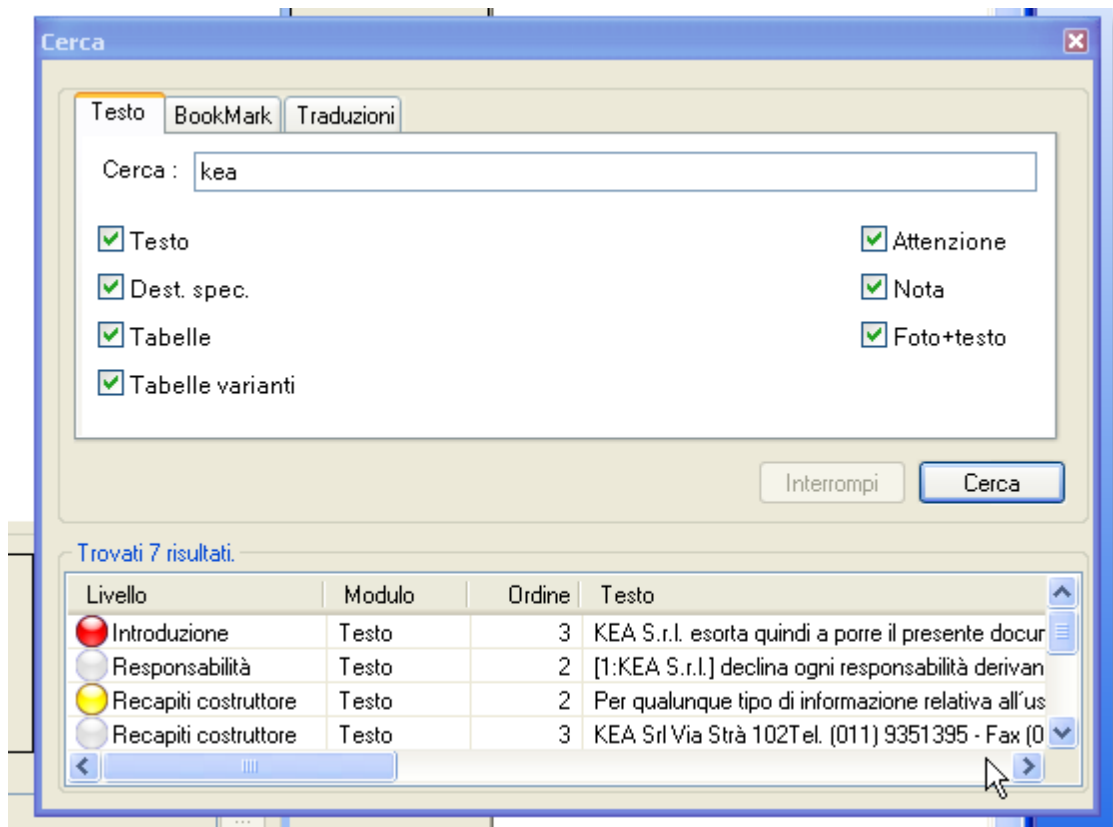 Cerca
Testo BookMark Traduzioni
Cerca : kea
Testo Attenzione
Dest. spec. Nota
Tabelle Foto+testo
Tabelle varianti
Interrompi Cerca
Trovati 7 risultati.
Livello Modulo Ordine Testo
Introduzione Testo 3 KEA S.r.l. esorta quindi a porre il presente docur
Responsabilità Testo 2 [1:KEA S.r.l.] declina ogni responsabilità derivan
Recapiti costruttore Testo 2 Per qualunque tipo di informazione relativa all´us
Recapiti costruttore Testo 3 KEA Srl Via Strà 102Tel. (011) 9351395 - Fax (0
...